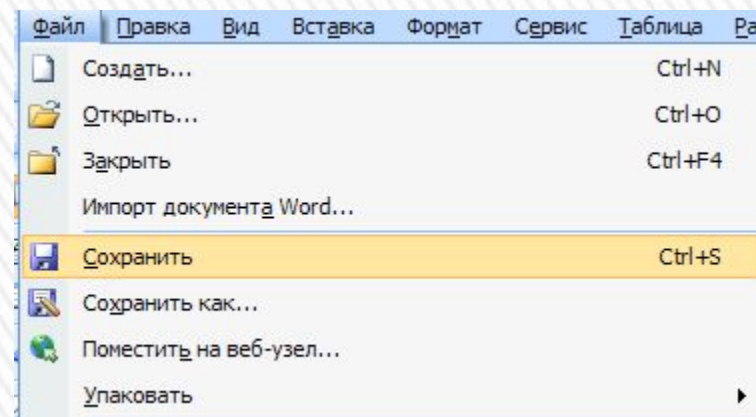 Файл Правка Вид Вставка Формат Сервис Таблица Ра
Создать... Ctrl+N
Открыть... Ctrl+O
Закрыть Ctrl+F4
Импорт документа Word...
Сохранить Ctrl+S
Сохранить как...
Поместить на веб-узел...
Упаковать